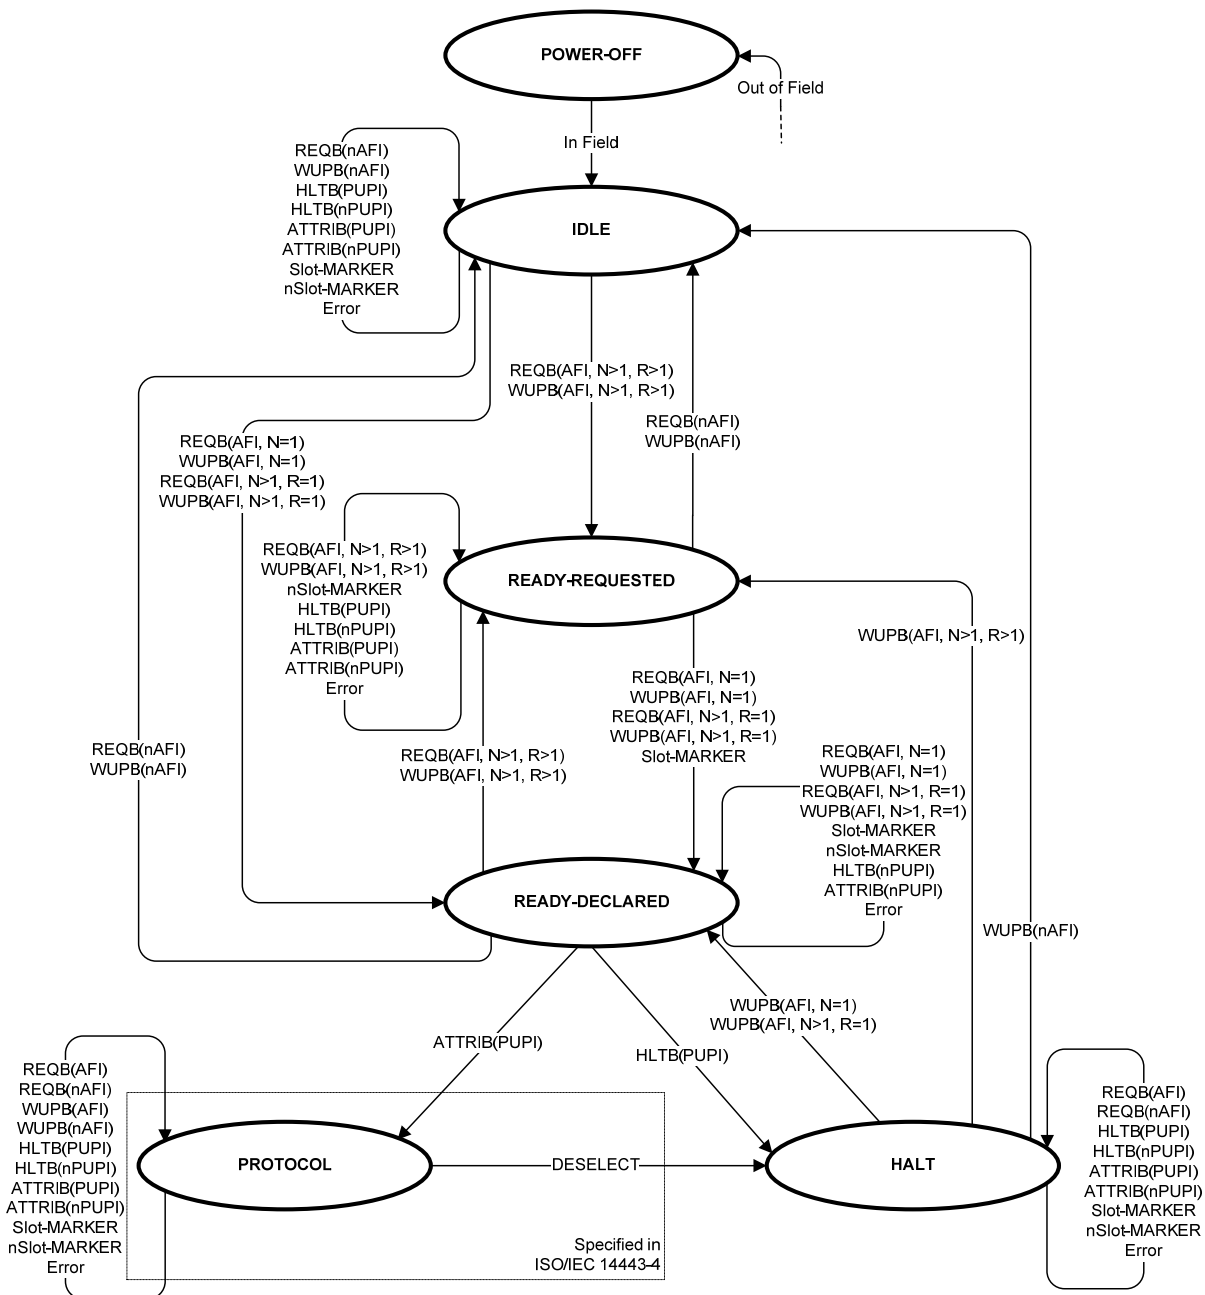 POWER-OFF
Out of Field
In Field
REQB(nAFI)
WUPB(nAFI)
HLTB(PUPI)
HLTB(nPUPI)
ATTRIB(PUPI)
ATTRIB(nPUPI)
Slot-MARKER
nSlot-MARKER
Error
IDLE
REQB(AFI, N>1, R>1)
WUPB(AFI, N>1, R>1)
REQB(nAFI)
WUPB(nAFI)
REQB(AFI, N=1)
WUPB(AFI, N=1)
REQB(AFI, N>1, R=1)
WUPB(AFI, N>1, R=1)
REQB(AFI, N>1, R>1)
WUPB(AFI, N>1, R>1)
nSlot-MARKER
HLTB(PUPI)
HLTB(nPUPI)
ATTRIB(PUPI)
ATTRIB(nPUPI)
Error
READY-REQUESTED
WUPB(AFI, N>1, R>1)
REQB(AFI, N=1)
WUPB(AFI, N=1)
REQB(AFI, N>1, R=1)
WUPB(AFI, N>1, R=1)
Slot-MARKER
REQB(nAFI)
WUPB(nAFI)
REQB(AFI, N>1, R>1)
WUPB(AFI, N>1, R>1)
REQB(AFI, N=1)
WUPB(AFI, N=1)
REQB(AFI, N>1, R=1)
WUPB(AFI, N>1, R=1)
Slot-MARKER
nSlot-MARKER
HLTB(nPUPI)
ATTRIB(nPUPI)
Error
READY-DECLARED
WUPB(nAFI)
WUPB(AFI, N=1)
WUPB(AFI, N>1, R=1)
ATTRIB(PUPI)
HLTB(PUPI)
REQB(AFI)
REQB(nAFI)
WUPB(AFI)
WUPB(nAFI)
HLTB(PUPI)
HLTB(nPUPI)
ATTRIB(PUPI)
ATTRIB(nPUPI)
Slot-MARKER
nSlot-MARKER
Error
PROTOCOL
DESELECT
HALT
REQB(AFI)
REQB(nAFI)
HLTB(PUPI)
HLTB(nPUPI)
ATTRIB(PUPI)
ATTRIB(nPUPI)
Slot-MARKER
nSlot-MARKER
Error
Specified in
ISO/IEC 14443-4